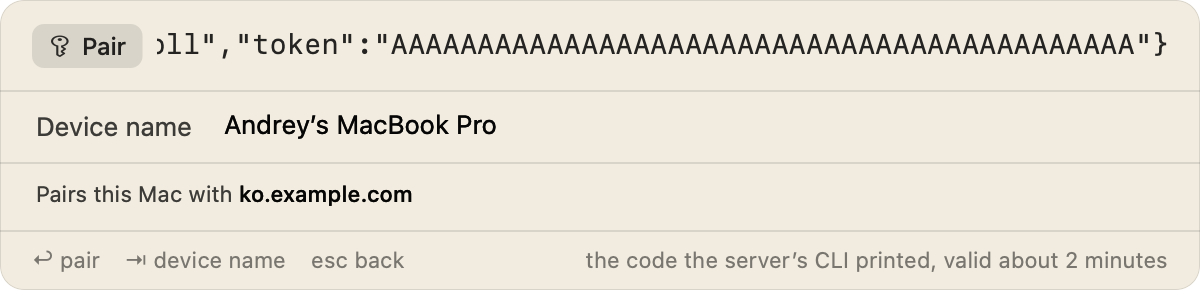 Pair oll","token":"AAAAAAAAAAAAAAAAAAAAAAAAAAAAAAAAAAAAAAAAAAA"}
Device name Andrey’s MacBook Pro
Pairs this Mac with ko.example.com
↩ pair ⇥ device name esc back the code the server’s CLI printed, valid about 2 minutes